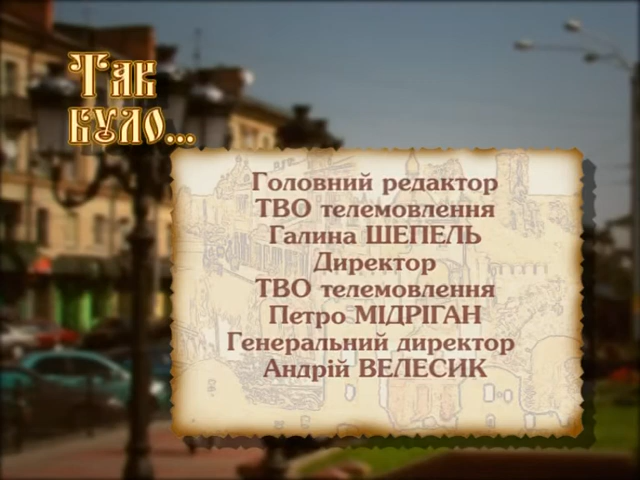 Так
було...
Головний редактор
ТВО телемовлення
Галина ШЕПЕЛЬ
Директор
ТВО телемовлення
Петро МІДРІГАН
Генеральний директор
Андрій ВЕЛЕСИК